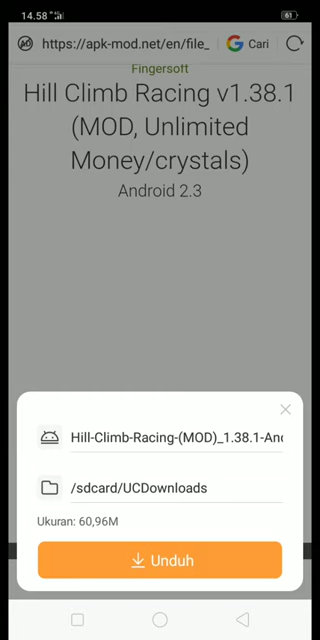 14.58
61
https://apk-mod.net/en/file_
Cari
Fingersoft
Hill Climb Racing v1.38.1
(MOD, Unlimited
Money/crystals)
Android 2.3
Hill-Climb-Racing-(MOD)_1.38.1-And
/sdcard/UCDownloads
Ukuran: 60,96M
Unduh